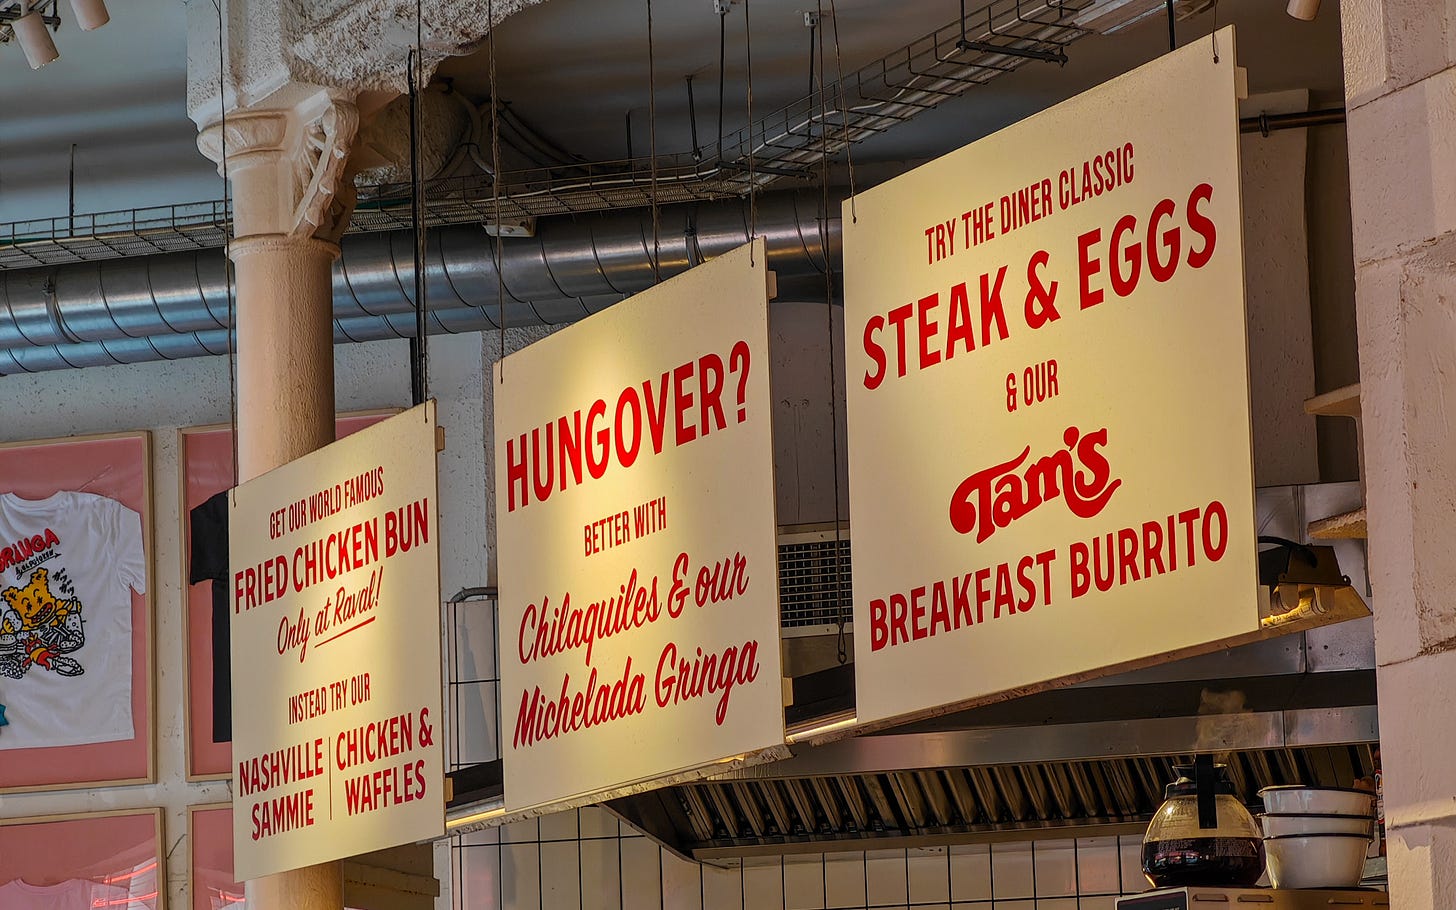 GET OUR WORLD FAMOUS
FRIED CHICKEN BUN
Only at Raval!
INSTEAD TRY OUR
NASHVILLE SAMMIE
CHICKEN & WAFFLES
HUNGOVER?
BETTER WITH
Chilaquiles & our
Michelada Gringa
TRY THE DINER CLASSIC
STEAK & EGGS
& OUR
Tam's
BREAKFAST BURRITO